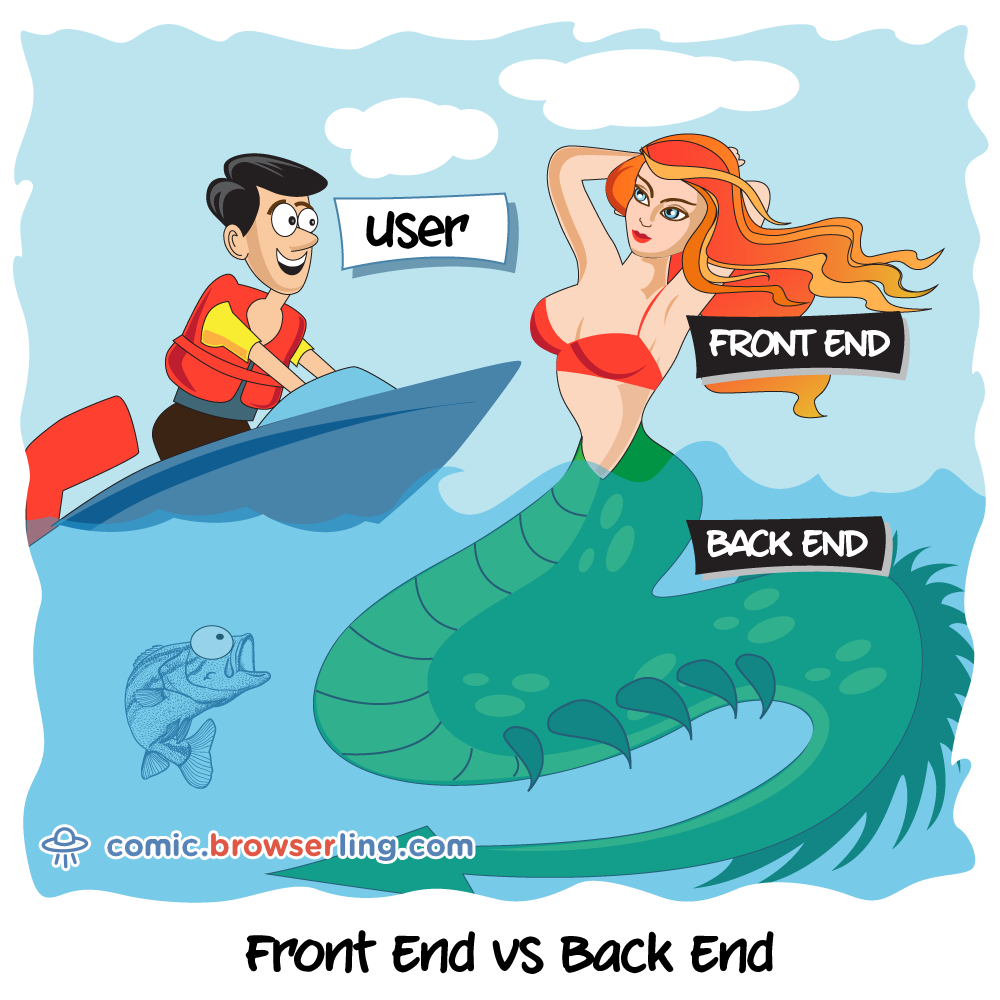 user
FRONT END
BACK END
comic.browserling.com
Front End vs Back End